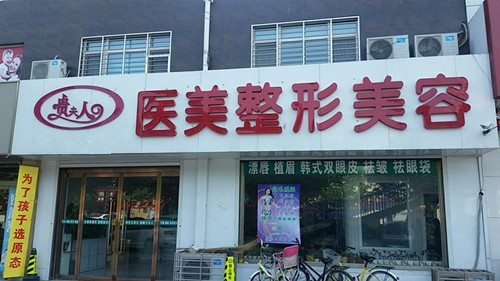 贵夫人
医美整形美容
漂唇 植眉 韩式双眼皮 祛皱 祛眼袋
为了孩子选原态